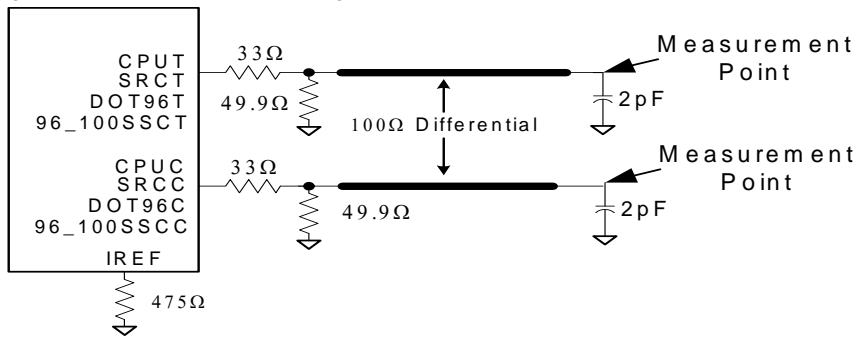 CPUT
SRCT
DOT96T
96_100SSCT
33Ω
49.9Ω
Measurement
Point
2pF
100Ω Differential
CPUC
SRCC
DOT96C
96_100SSCC
33Ω
49.9Ω
Measurement
Point
2pF
IREF
475Ω